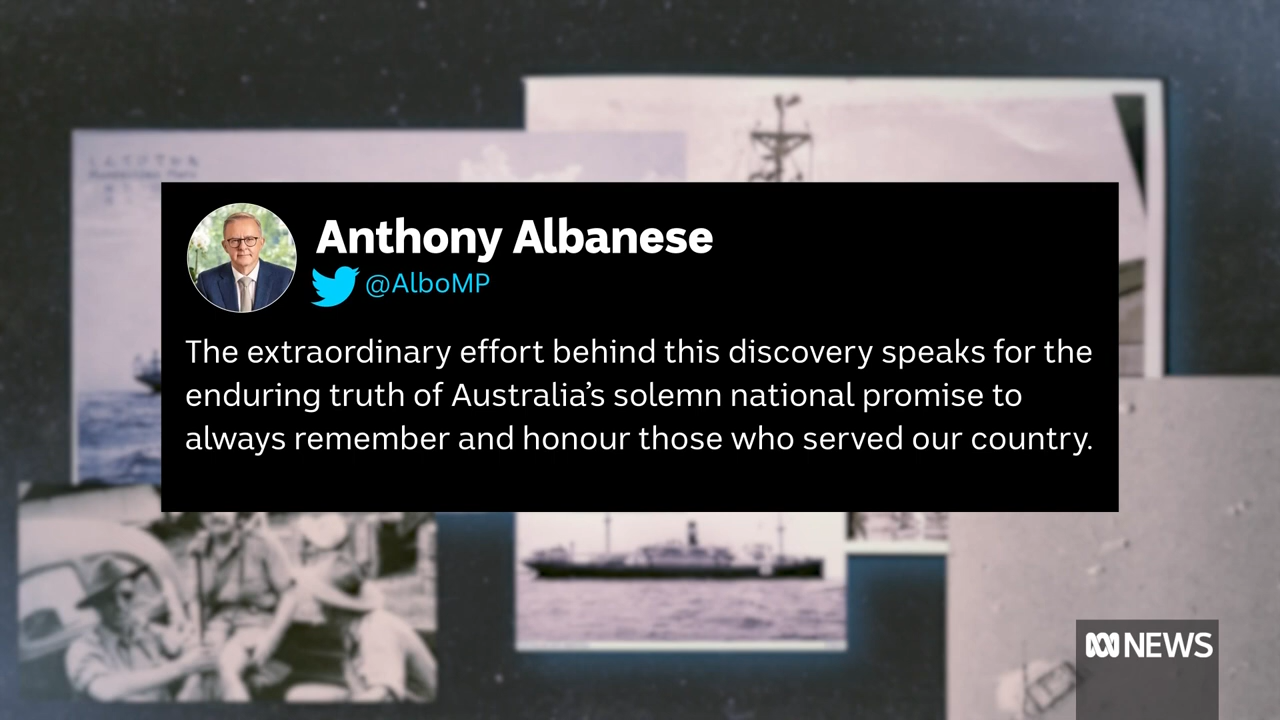 Anthony Albanese
@AlboMP
The extraordinary effort behind this discovery speaks for the
enduring truth of Australia’s solemn national promise to
always remember and honour those who served our country.
NEWS